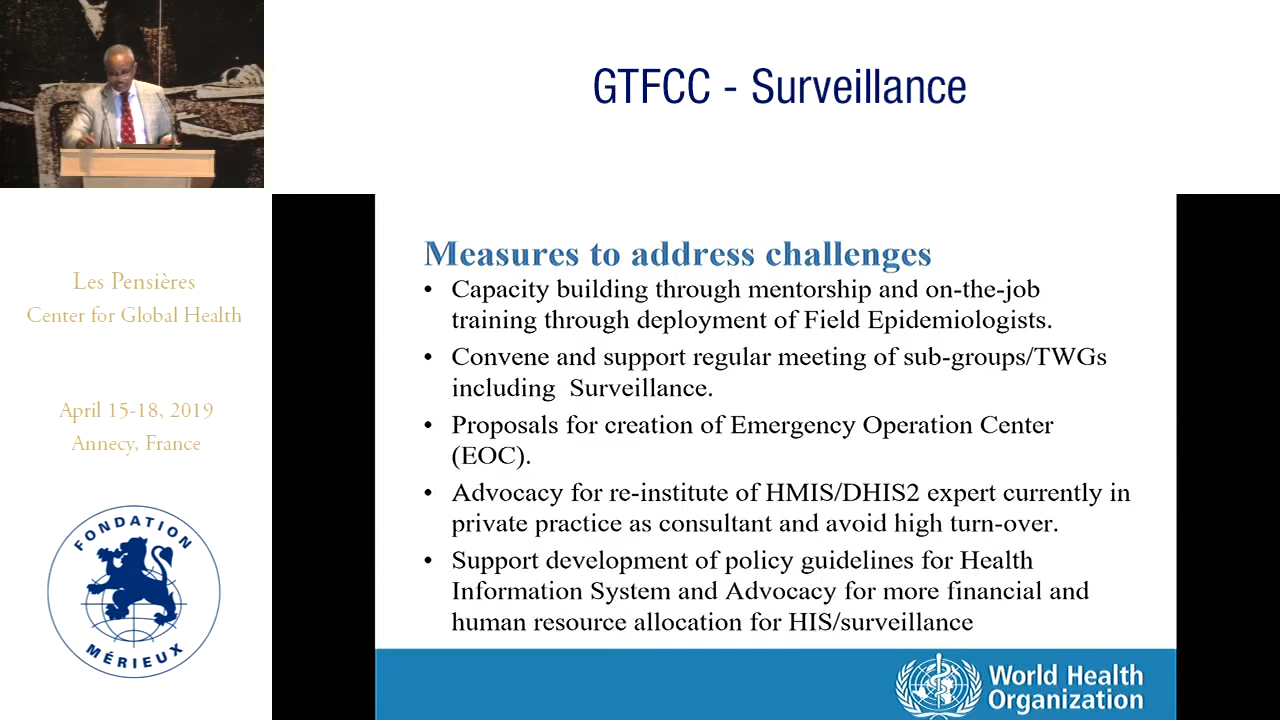 GTFCC - Surveillance
Les Pensières
Center for Global Health
April 15-18, 2019
Annecy, France
FONDATION
MÉRIEUX
Measures to address challenges
• Capacity building through mentorship and on-the-job
training through deployment of Field Epidemiologists.
• Convene and support regular meeting of sub-groups/TWGs
including Surveillance.
• Proposals for creation of Emergency Operation Center
(EOC).
• Advocacy for re-institute of HMIS/DHIS2 expert currently in
private practice as consultant and avoid high turn-over.
• Support development of policy guidelines for Health
Information System and Advocacy for more financial and
human resource allocation for HIS/surveillance
World Health
Organization